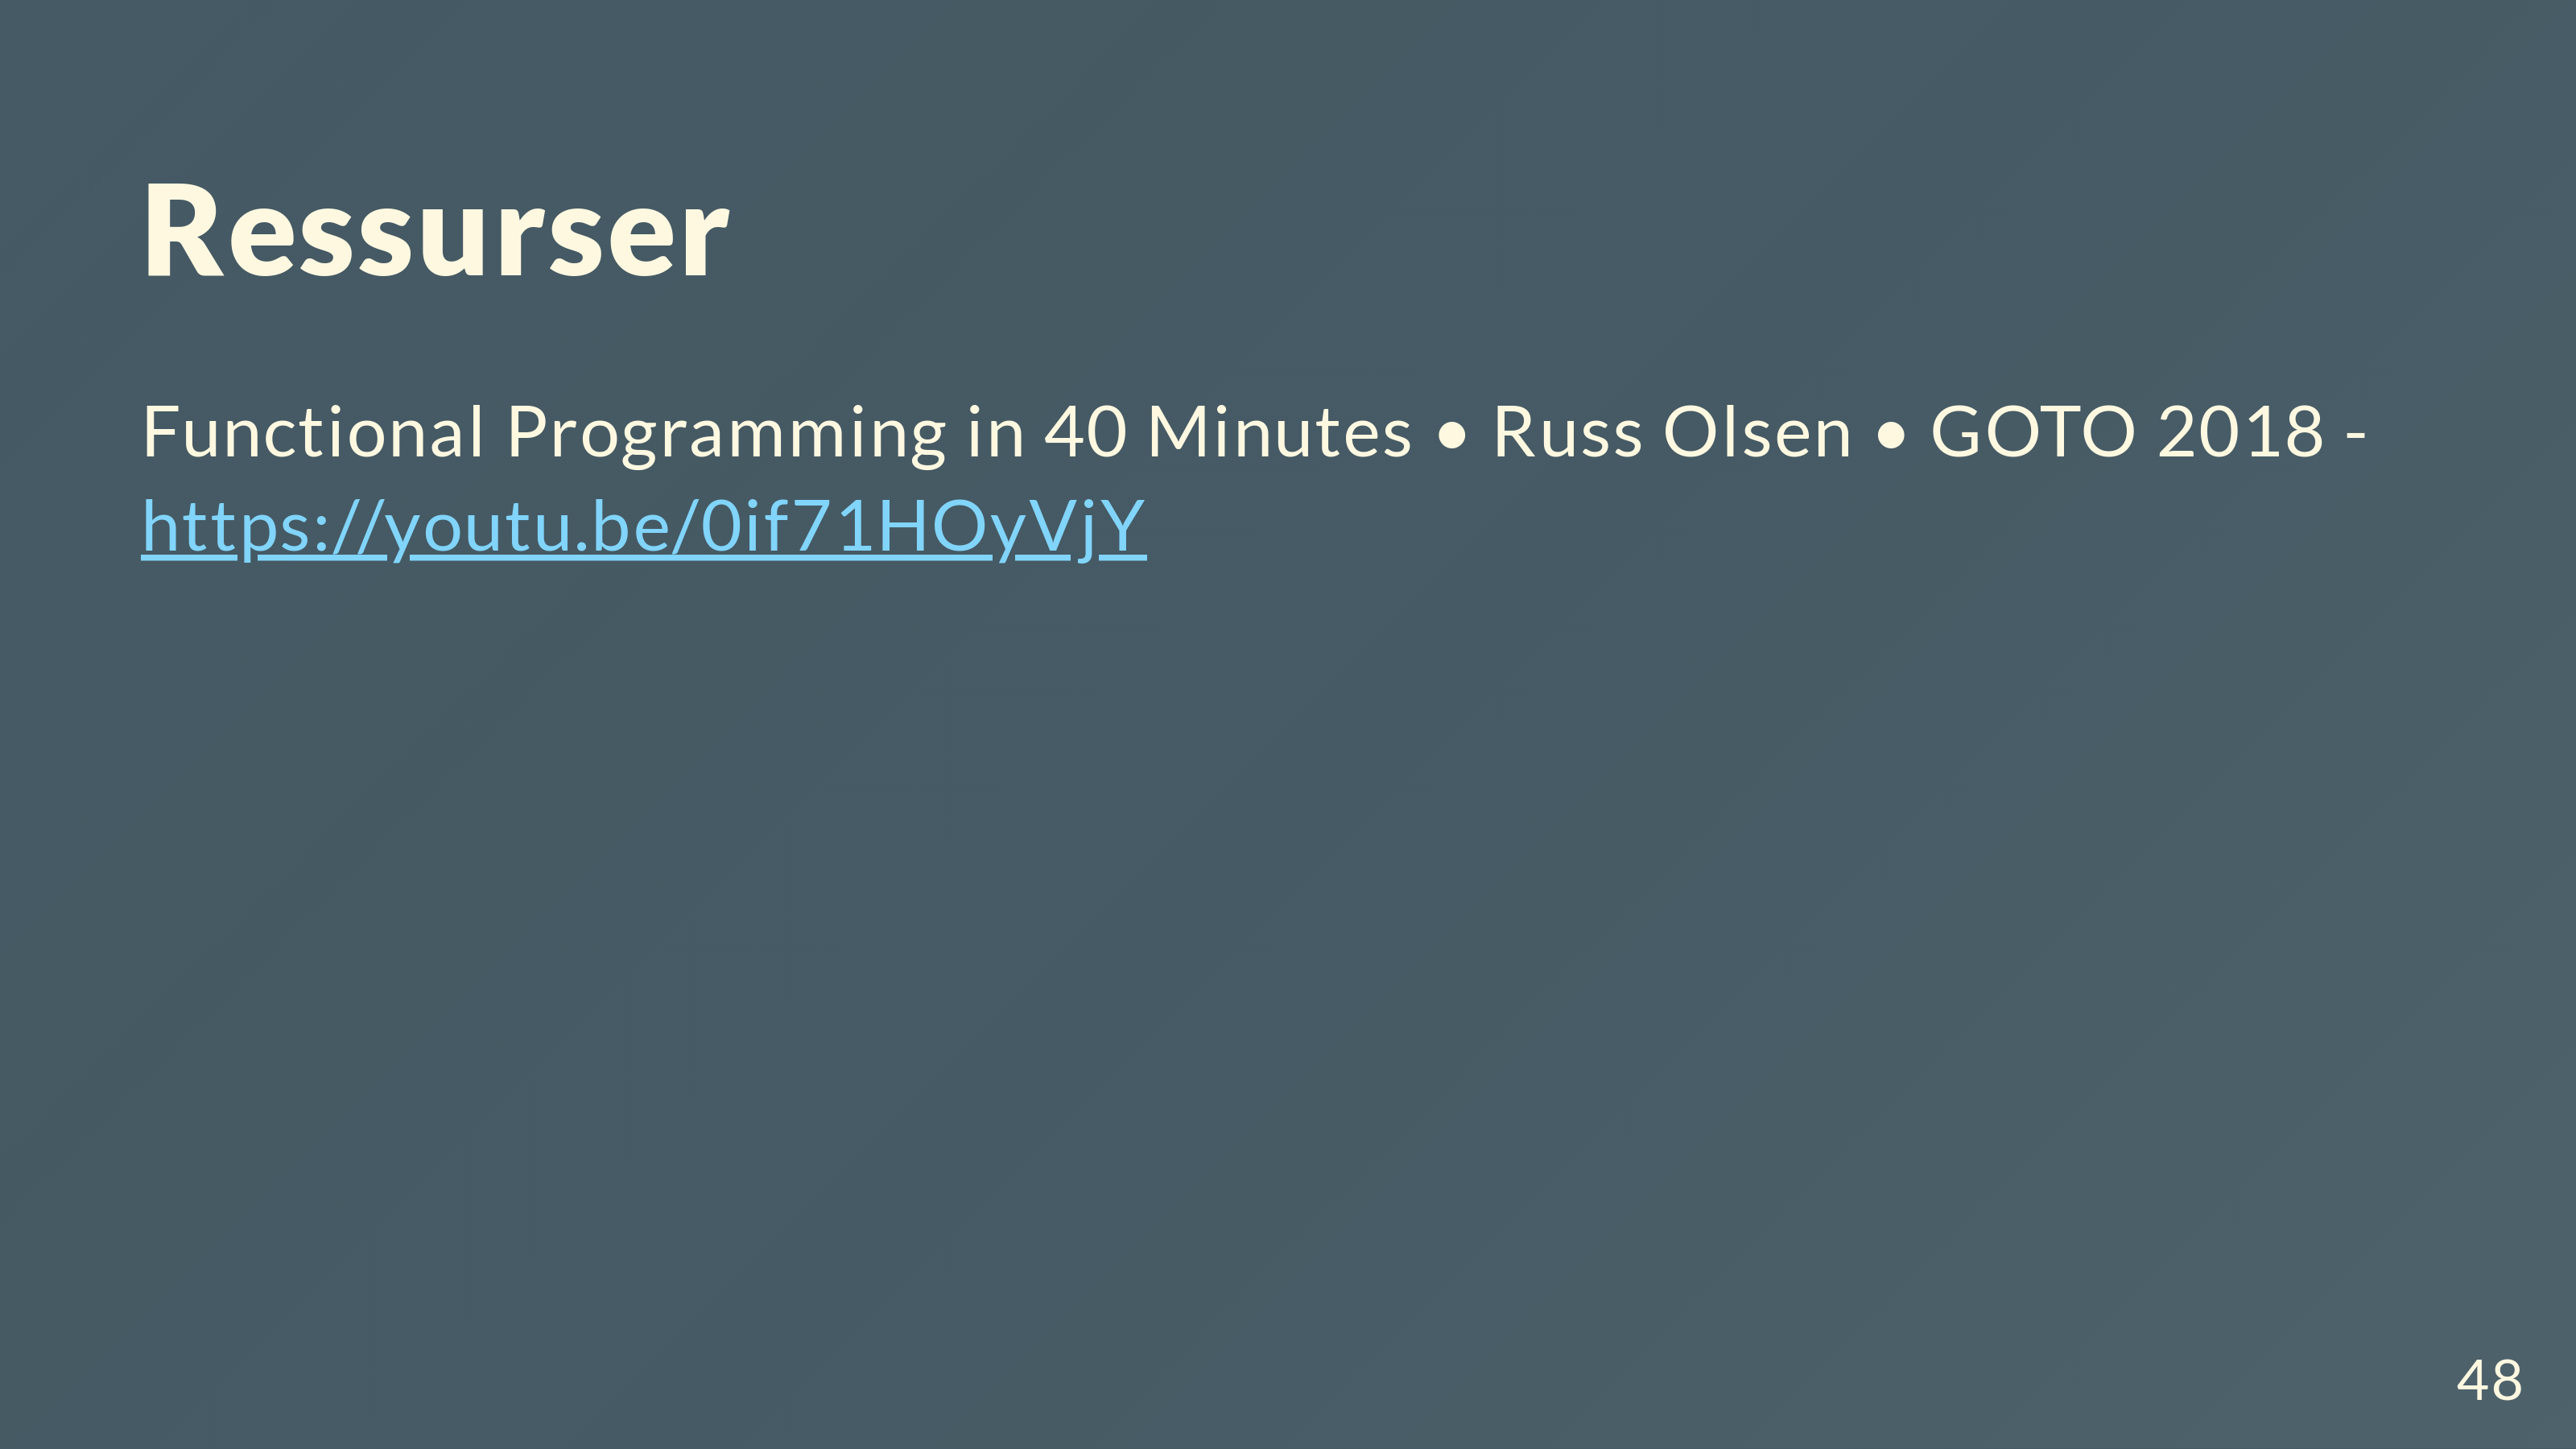 Ressurser
Functional Programming in 40 Minutes • Russ Olsen • GOTO 2018 -
https://youtu.be/0if71HOyVjY
48